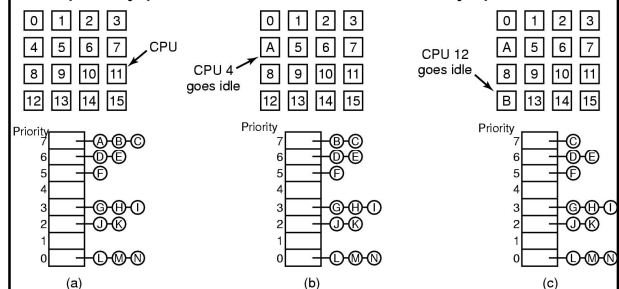 0 1 2 3
4 5 6 7
8 9 10 11
12 13 14 15
CPU
Priority
7 A B C
6 D E
5 F
4
3 G H I
2 J K
1
0 L M N
(a)
0 1 2 3
A 5 6 7
8 9 10 11
12 13 14 15
CPU 4
goes idle
Priority
7 B C
6 D E
5 F
4
3 G H I
2 J K
1
0 L M N
(b)
0 1 2 3
A 5 6 7
8 9 10 11
B 13 14 15
CPU 12
goes idle
Priority
7 C
6 D E
5 F
4
3 G H I
2 J K
1
0 L M N
(c)